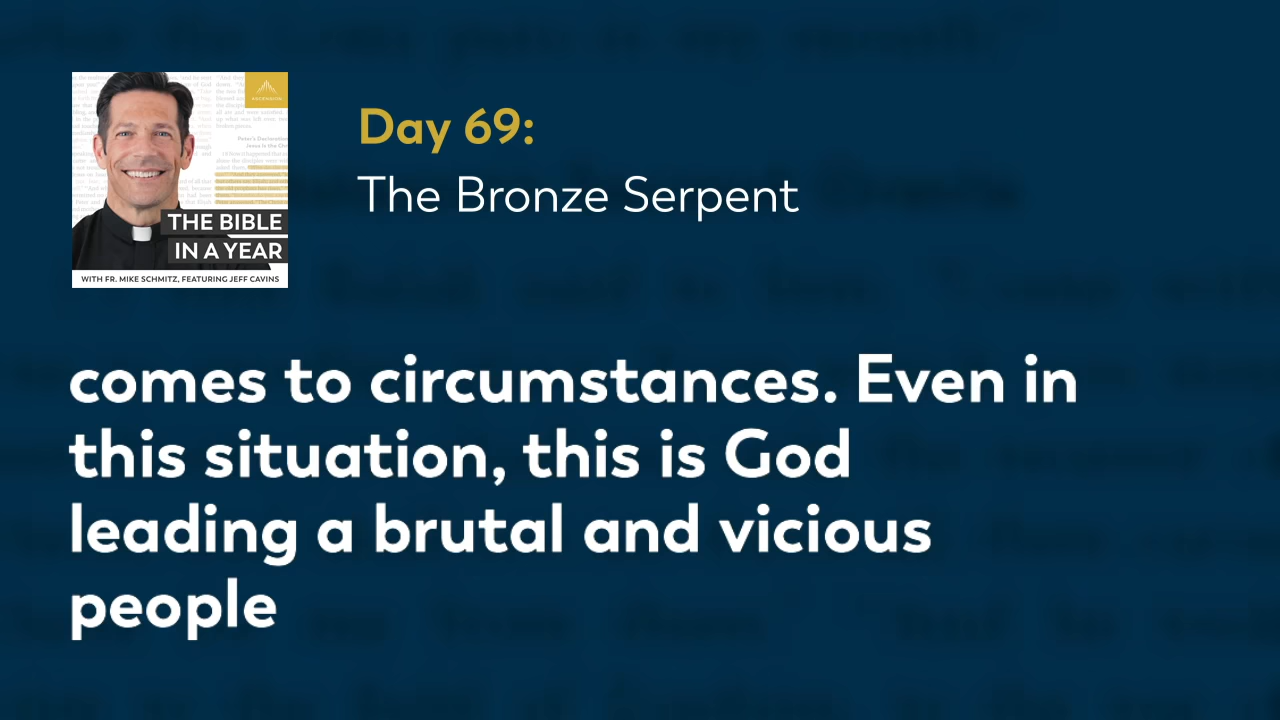 Day 69:
The Bronze Serpent
THE BIBLE
IN A YEAR
WITH FR. MIKE SCHMITZ, FEATURING JEFF CAVINS
comes to circumstances. Even in
this situation, this is God
leading a brutal and vicious
people